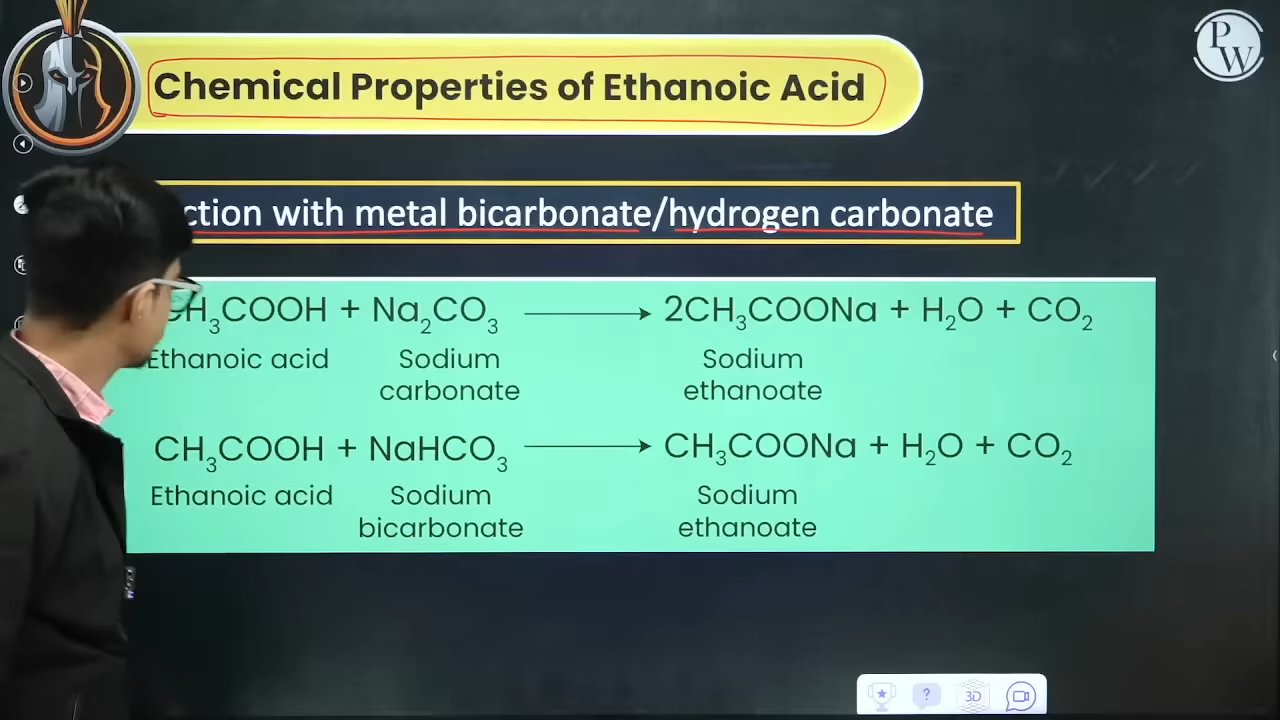 Chemical Properties of Ethanoic Acid
PW
ction with metal bicarbonate/hydrogen carbonate
CH₃COOH + Na₂CO₃ → 2CH₃COONa + H₂O + CO₂
Ethanoic acid Sodium carbonate Sodium ethanoate
CH₃COOH + NaHCO₃ → CH₃COONa + H₂O + CO₂
Ethanoic acid Sodium bicarbonate Sodium ethanoate
? 3D